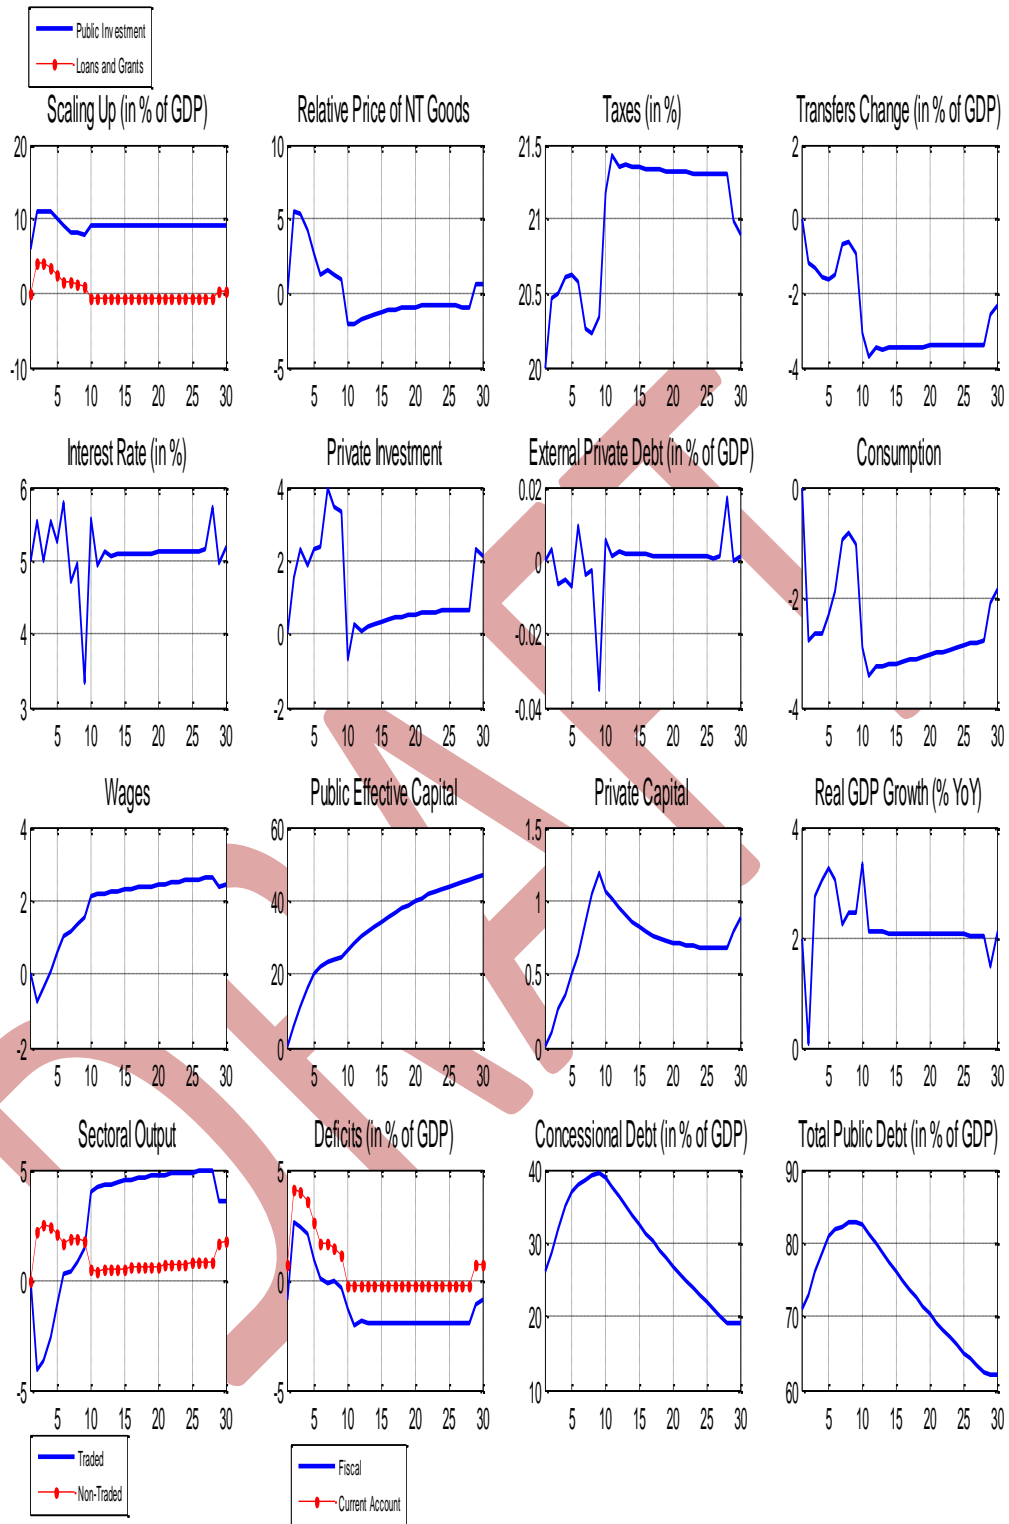 Public Investment
Loans and Grants
Scaling Up (in % of GDP)
Relative Price of NT Goods
Taxes (in %)
Transfers Change (in % of GDP)
20
10
0
-10
5 10 15 20 25 30
10
5
0
-5
5 10 15 20 25 30
21.5
21
20.5
20
5 10 15 20 25 30
2
0
-2
-4
5 10 15 20 25 30
Interest Rate (in %)
Private Investment
External Private Debt (in % of GDP)
Consumption
6
5
4
3
5 10 15 20 25 30
4
2
0
-2
5 10 15 20 25 30
0.02
0
-0.02
-0.04
5 10 15 20 25 30
0
-2
-4
5 10 15 20 25 30
Wages
Public Effective Capital
Private Capital
Real GDP Growth (% YoY)
4
2
0
-2
5 10 15 20 25 30
60
40
20
0
5 10 15 20 25 30
1.5
1
0.5
0
5 10 15 20 25 30
4
2
0
5 10 15 20 25 30
Sectoral Output
Deficits (in % of GDP)
Concessional Debt (in % of GDP)
Total Public Debt (in % of GDP)
5
0
-5
5 10 15 20 25 30
5
0
-5
5 10 15 20 25 30
40
30
20
10
5 10 15 20 25 30
90
80
70
60
5 10 15 20 25 30
Traded
Non-Traded
Fiscal
Current Account
DRAFT